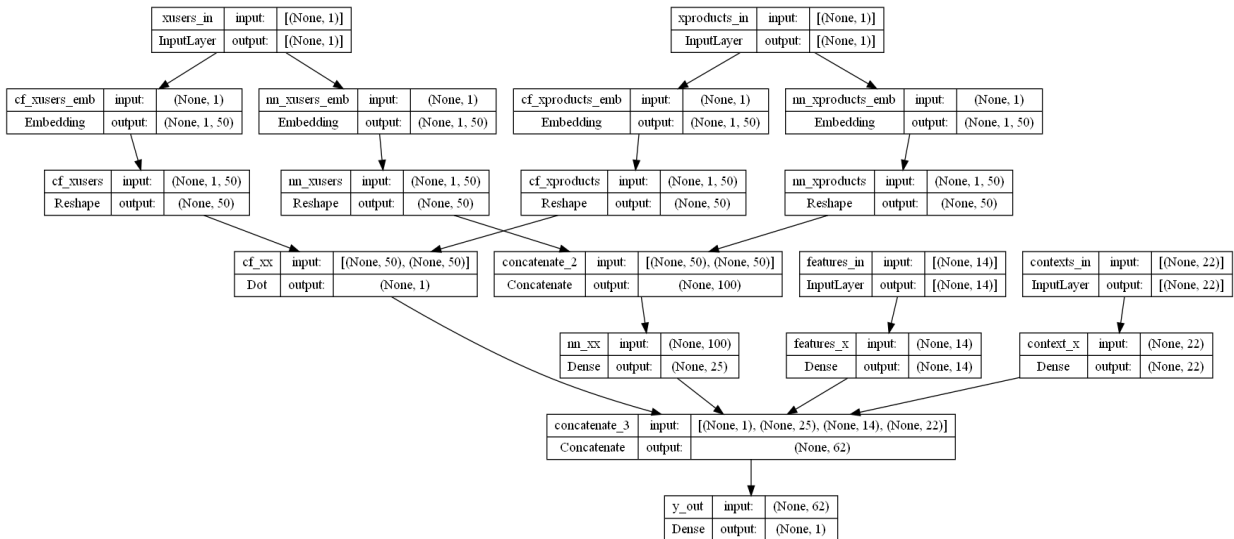 xusers_in input: [(None, 1)]
InputLayer output: [(None, 1)]
xproducts_in input: [(None, 1)]
InputLayer output: [(None, 1)]
cf_xusers_emb input: (None, 1)
Embedding output: (None, 1, 50)
nn_xusers_emb input: (None, 1)
Embedding output: (None, 1, 50)
cf_xproducts_emb input: (None, 1)
Embedding output: (None, 1, 50)
nn_xproducts_emb input: (None, 1)
Embedding output: (None, 1, 50)
cf_xusers input: (None, 1, 50)
Reshape output: (None, 50)
nn_xusers input: (None, 1, 50)
Reshape output: (None, 50)
cf_xproducts input: (None, 1, 50)
Reshape output: (None, 50)
nn_xproducts input: (None, 1, 50)
Reshape output: (None, 50)
cf_xx input: [(None, 50), (None, 50)]
Dot output: (None, 1)
concatenate_2 input: [(None, 50), (None, 50)]
Concatenate output: (None, 100)
features_in input: [(None, 14)]
InputLayer output: [(None, 14)]
contexts_in input: [(None, 22)]
InputLayer output: [(None, 22)]
nn_xx input: (None, 100)
Dense output: (None, 25)
features_x input: (None, 14)
Dense output: (None, 14)
context_x input: (None, 22)
Dense output: (None, 22)
concatenate_3 input: [(None, 1), (None, 25), (None, 14), (None, 22)]
Concatenate output: (None, 62)
y_out input: (None, 62)
Dense output: (None, 1)